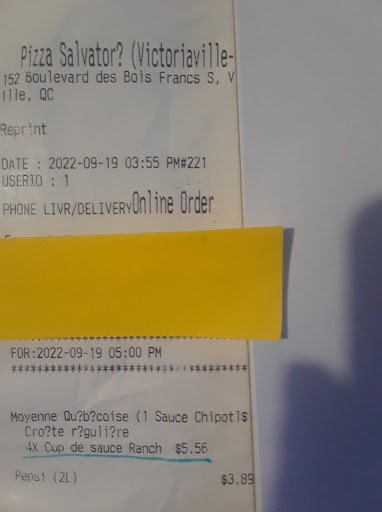 Pizza Salvator? (Victoriaville-
152 Boulevard des Bois Francs S, V
ille, QC
Reprint
DATE : 2022-09-19 03:55 PM#221
USERID : 1
PHONE LIVR/DELIVERYOnline Order
FOR:2022-09-19 05:00 PM
****************************************
Moyenne Qu?b?coise (1 Sauce Chipotl$
Cro?te r?guli?re
4X Cup de sauce Ranch $5.56
Pepsi (2L) $3.89